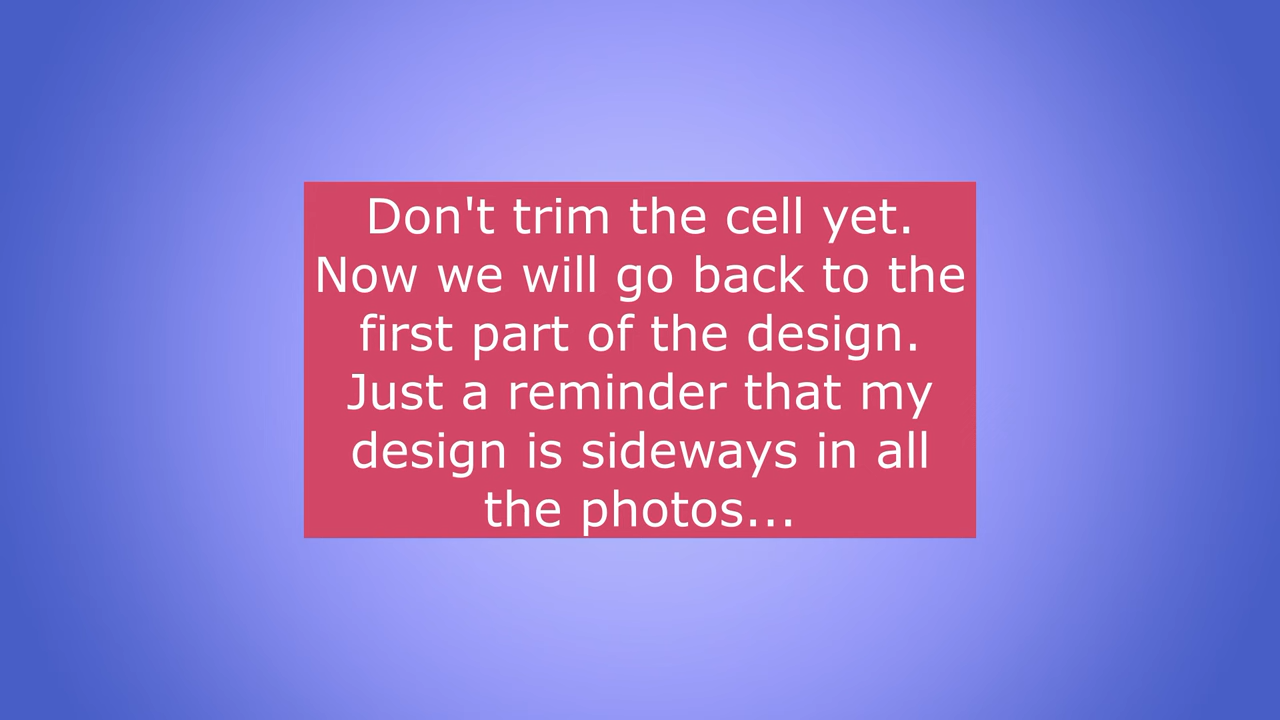 Don't trim the cell yet.
Now we will go back to the
first part of the design.
Just a reminder that my
design is sideways in all
the photos...